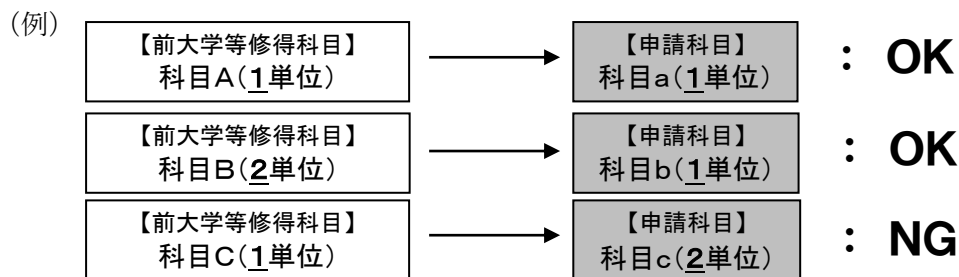 (例)
【前大学等修得科目】
科目A(1単位)
【申請科目】
科目a(1単位)
: OK
【前大学等修得科目】
科目B(2単位)
【申請科目】
科目b(1単位)
: OK
【前大学等修得科目】
科目C(1単位)
【申請科目】
科目c(2単位)
: NG